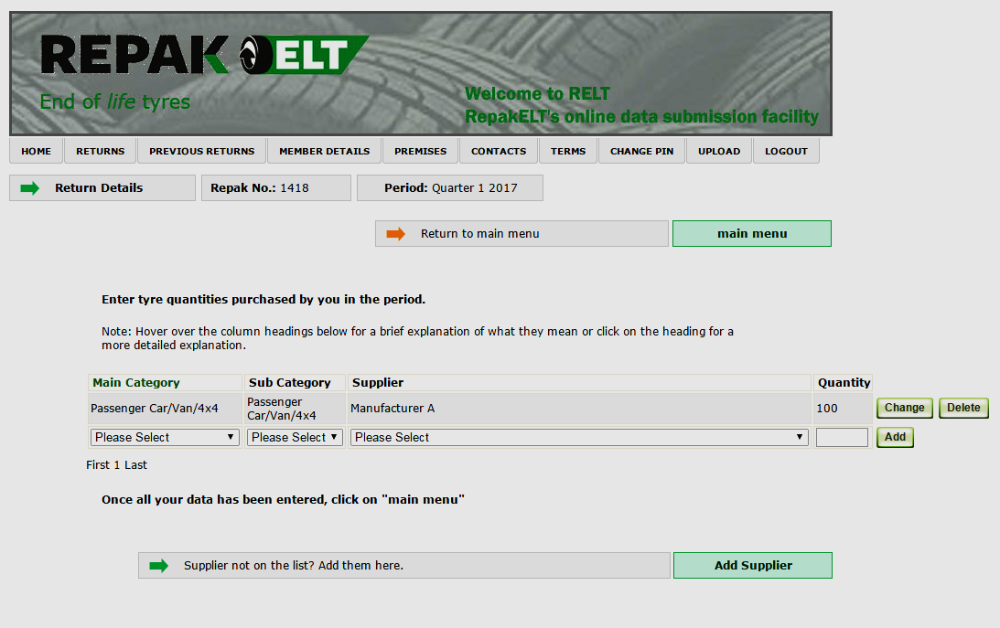 REPAK ELT
End of life tyres
Welcome to RELT
RepakELT's online data submission facility
HOME RETURNS PREVIOUS RETURNS MEMBER DETAILS PREMISES CONTACTS TERMS CHANGE PIN UPLOAD LOGOUT
Return Details Repak No.: 1418 Period: Quarter 1 2017
Return to main menu main menu
Enter tyre quantities purchased by you in the period.
Note: Hover over the column headings below for a brief explanation of what they mean or click on the heading for a
more detailed explanation.
Main Category Sub Category Supplier Quantity
Passenger Car/Van/4x4 Passenger Car/Van/4x4 Manufacturer A 100 Change Delete
Please Select Please Select Please Select Add
First 1 Last
Once all your data has been entered, click on "main menu"
Supplier not on the list? Add them here. Add Supplier